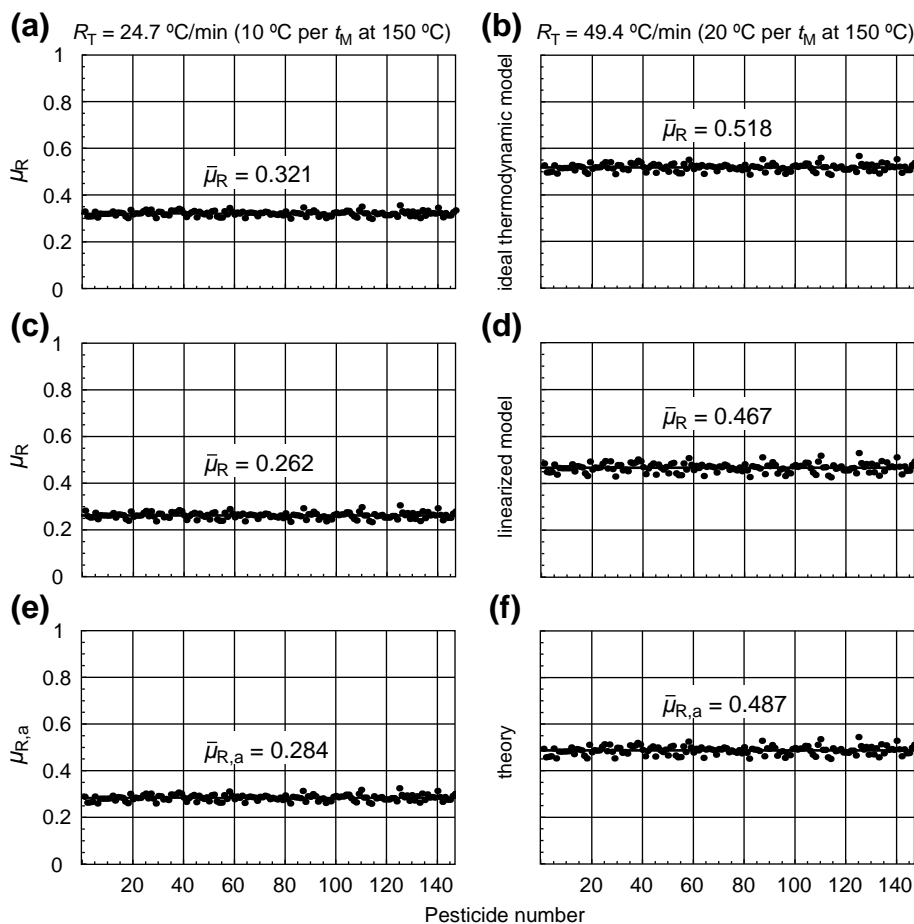 (a) R_T = 24.7 ºC/min (10 ºC per t_M at 150 ºC)
(b) R_T = 49.4 ºC/min (20 ºC per t_M at 150 ºC)
1
0.8
0.6
0.4
0.2
0
μ_R
μ̄_R = 0.321
ideal thermodynamic model
μ̄_R = 0.518
(c)
1
0.8
0.6
0.4
0.2
0
μ_R
μ̄_R = 0.262
(d)
linearized model
μ̄_R = 0.467
(e)
1
0.8
0.6
0.4
0.2
0
μ_R,a
μ̄_R,a = 0.284
20 40 60 80 100 120 140
(f)
theory
μ̄_R,a = 0.487
20 40 60 80 100 120 140
Pesticide number